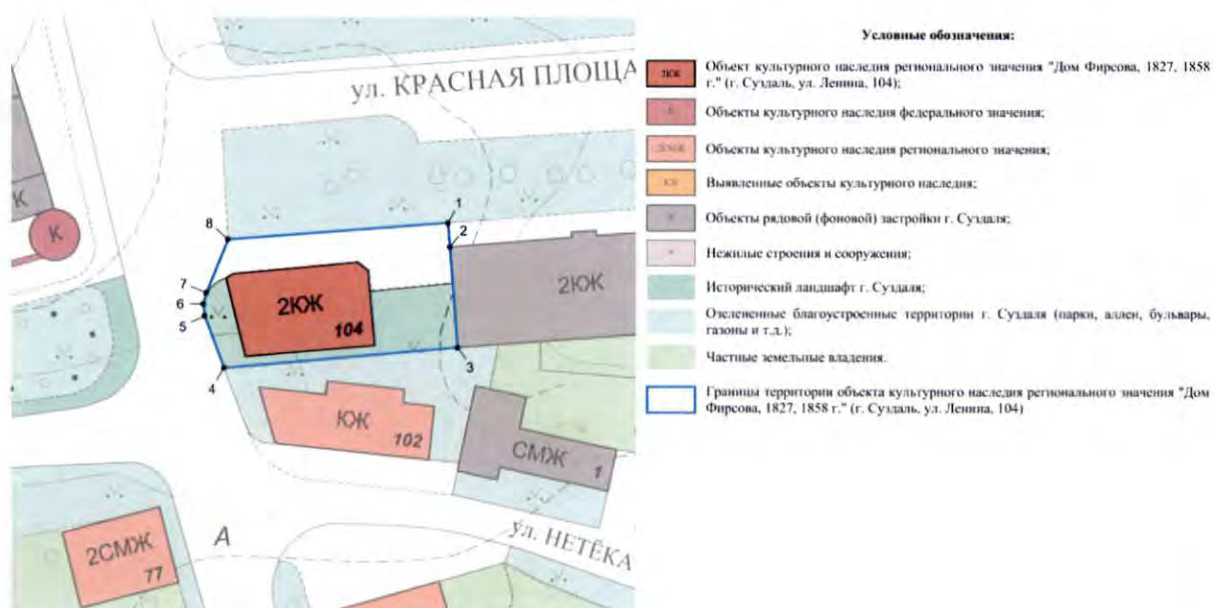 ул. КРАСНАЯ ПЛОЩА
К
К
8
1
2
7
6
5
2КЖ
104
2КЖ
3
4
КЖ
102
СМЖ
1
2СМЖ
77
А
ул. НЕТЁКА
Условные обозначения:
2КЖ
Объект культурного наследия регионального значения "Дом Фирсова, 1827, 1858
г." (г. Суздаль, ул. Ленина, 104);
Объекты культурного наследия федерального значения;
Объекты культурного наследия регионального значения;
Выявленные объекты культурного наследия;
Объекты рядовой (фоновой) застройки г. Суздаля;
Нежилые строения и сооружения;
Исторический ландшафт г. Суздаля;
Озелененные благоустроенные территории г. Суздаля (парки, аллеи, бульвары,
газоны и т.д.);
Частные земельные владения.
Границы территории объекта культурного наследия регионального значения "Дом
Фирсова, 1827, 1858 г." (г. Суздаль, ул. Ленина, 104)